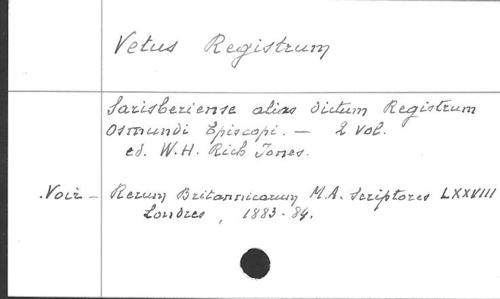 Vetus Registrum
Sarisberiense alias dictum Registrum
Osmundi Episcopi. — 2 vol.
ed. W.H. Rich Jones.
Voir — Rerum Britannicarum M.A. Scriptores LXXVIII
Londres, 1883-84.